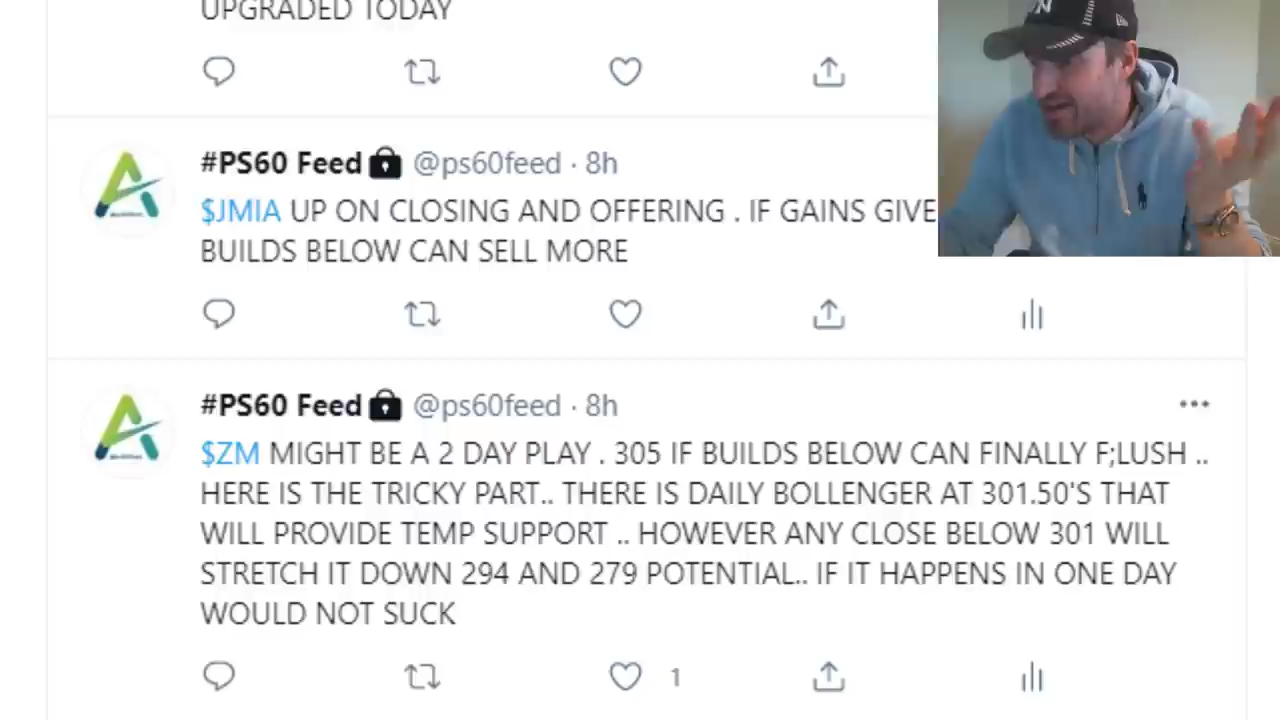 UPGRADED TODAY
#PS60 Feed @ps60feed · 8h
$JMIA UP ON CLOSING AND OFFERING . IF GAINS GIVE
BUILDS BELOW CAN SELL MORE
#PS60 Feed @ps60feed · 8h
$ZM MIGHT BE A 2 DAY PLAY . 305 IF BUILDS BELOW CAN FINALLY F;LUSH ..
HERE IS THE TRICKY PART.. THERE IS DAILY BOLLENGER AT 301.50'S THAT
WILL PROVIDE TEMP SUPPORT .. HOWEVER ANY CLOSE BELOW 301 WILL
STRETCH IT DOWN 294 AND 279 POTENTIAL.. IF IT HAPPENS IN ONE DAY
WOULD NOT SUCK
1